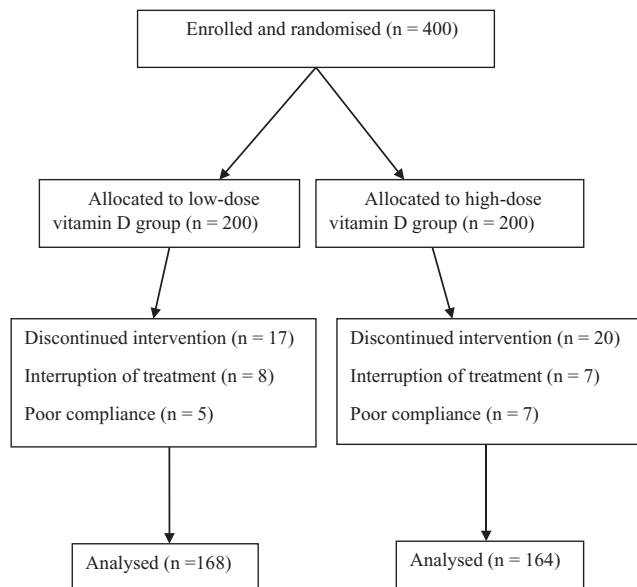 Enrolled and randomised (n = 400)
Allocated to low-dose
vitamin D group (n = 200)
Allocated to high-dose
vitamin D group (n = 200)
Discontinued intervention (n = 17)
Interruption of treatment (n = 8)
Poor compliance (n = 5)
Discontinued intervention (n = 20)
Interruption of treatment (n = 7)
Poor compliance (n = 7)
Analysed (n =168)
Analysed (n = 164)